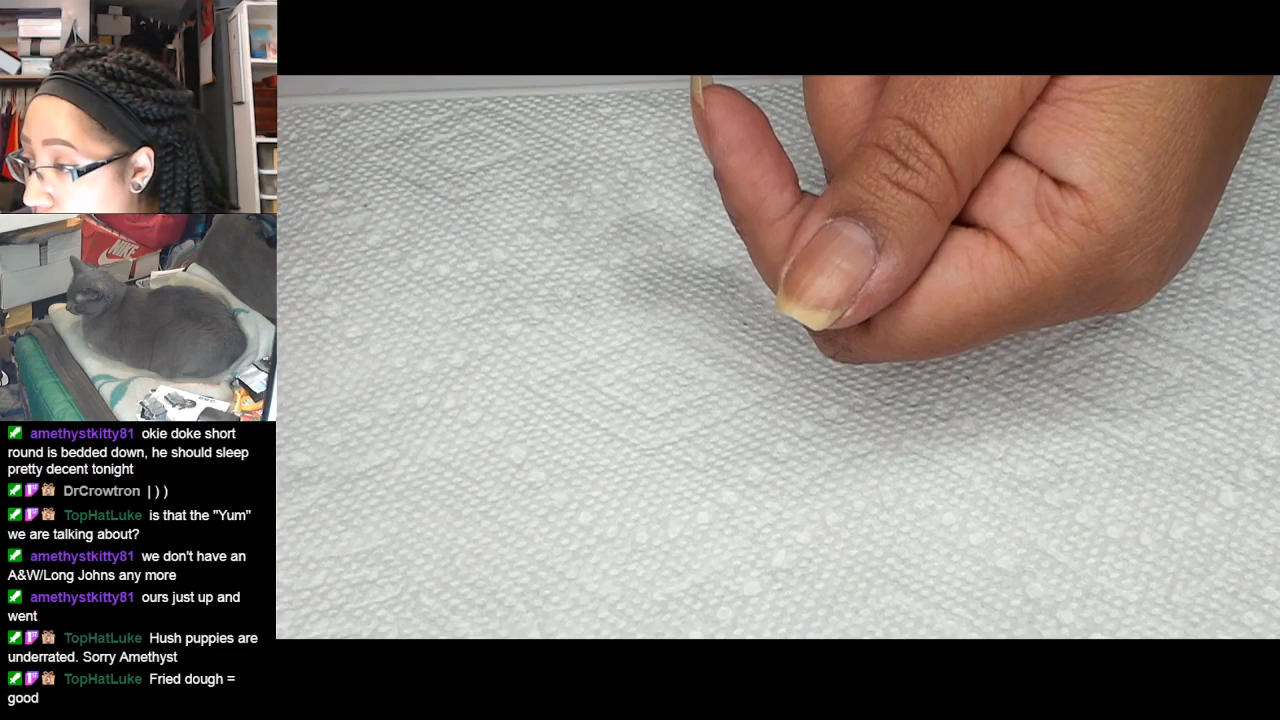 NIKE
amethystkitty81 okie doke short
round is bedded down, he should sleep
pretty decent tonight
DrCrowtron | ) )
TopHatLuke is that the "Yum"
we are talking about?
amethystkitty81 we don't have an
A&W/Long Johns any more
amethystkitty81 ours just up and
went
TopHatLuke Hush puppies are
underrated. Sorry Amethyst
TopHatLuke Fried dough =
good